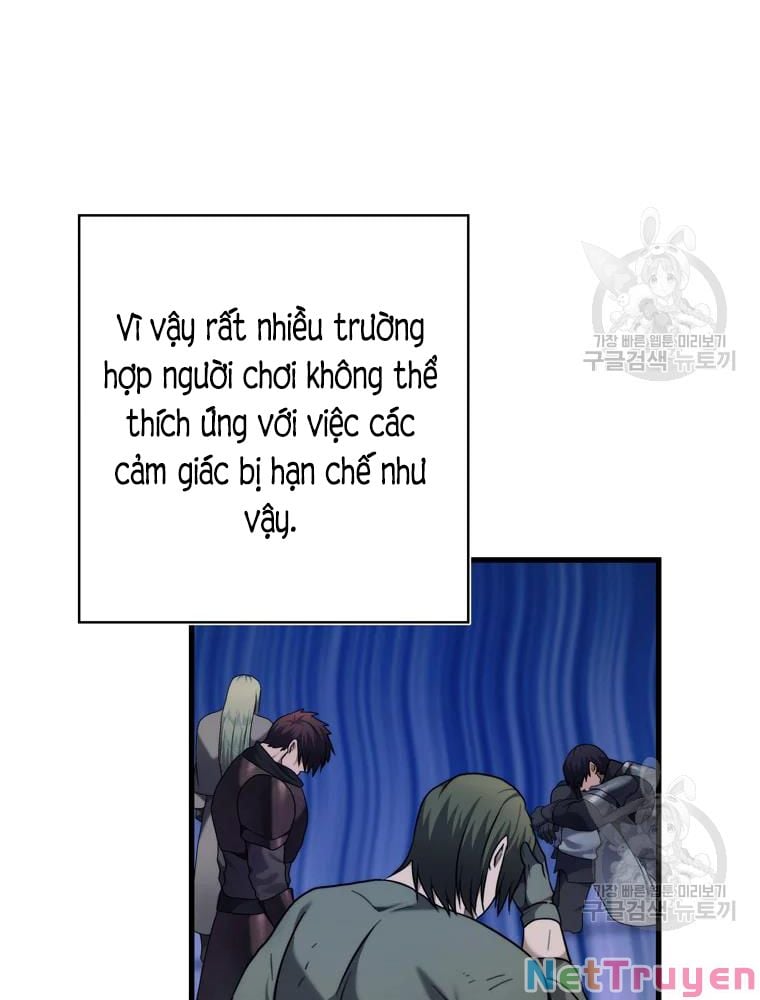 Vì vậy rất nhiều trường
hợp người chơi không thể
thích ứng với việc các
cảm giác bị hạn chế như
vậy.
가장 빠른 웹툰 미리보기
구글검색 뉴토끼
가장 빠른 웹툰 미리보기
구글검색 뉴토끼
NetTruyen